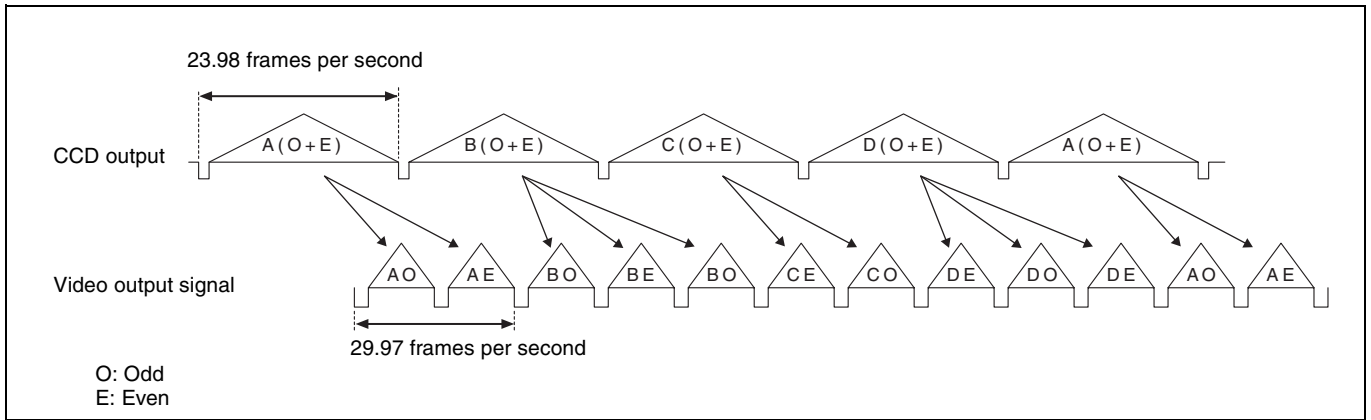 23.98 frames per second
CCD output
A(O+E) B(O+E) C(O+E) D(O+E) A(O+E)
Video output signal
AO AE BO BE BO CE CO DE DO DE AO AE
29.97 frames per second
O: Odd
E: Even